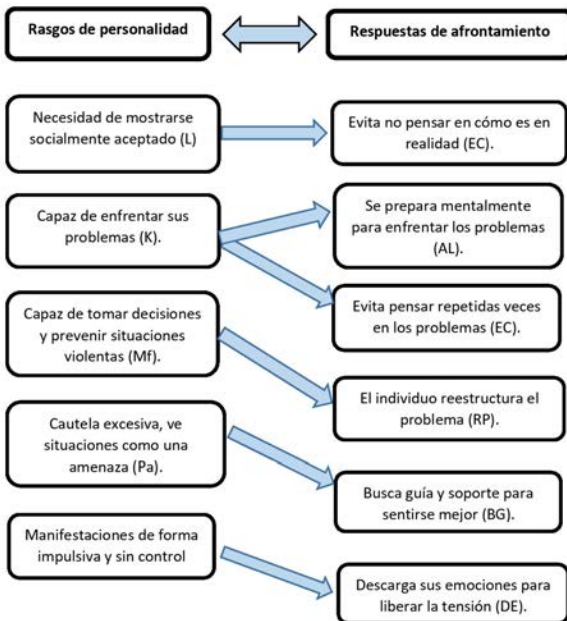 Rasgos de personalidad
Respuestas de afrontamiento
Necesidad de mostrarse
socialmente aceptado (L)
Evita no pensar en cómo es en
realidad (EC).
Capaz de enfrentar sus
problemas (K).
Se prepara mentalmente
para enfrentar los problemas
(AL).
Evita pensar repetidas veces
en los problemas (EC).
Capaz de tomar decisiones
y prevenir situaciones
violentas (Mf).
El individuo reestructura el
problema (RP).
Cautela excesiva, ve
situaciones como una
amenaza (Pa).
Busca guía y soporte para
sentirse mejor (BG).
Manifestaciones de forma
impulsiva y sin control
Descarga sus emociones para
liberar la tensión (DE).